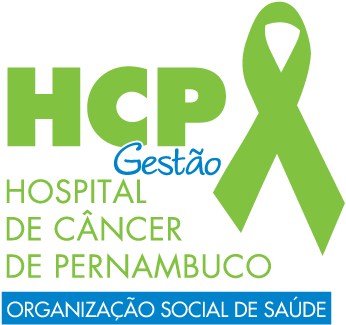 HCP
Gestão
HOSPITAL
DE CÂNCER
DE PERNAMBUCO
ORGANIZAÇÃO SOCIAL DE SAÚDE